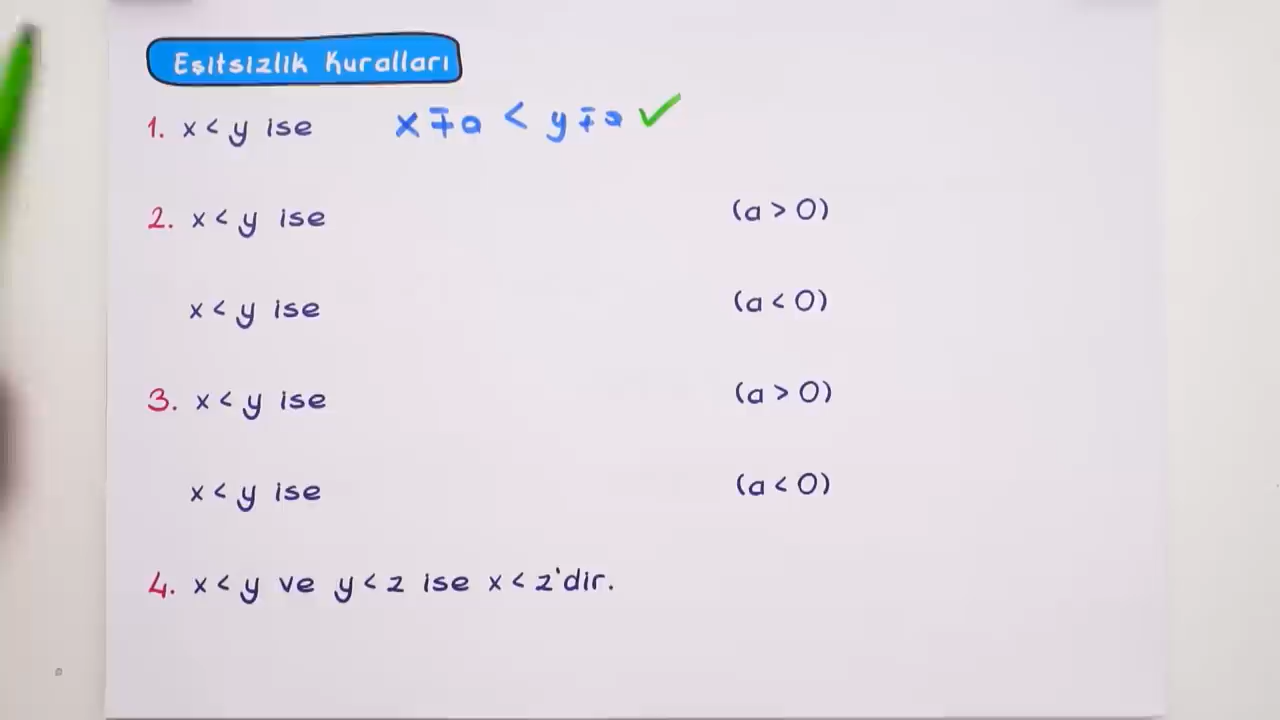 Eşitsizlik Kuralları
1. x < y ise x ∓ a < y ∓ a ✓
2. x < y ise (a > 0)
x < y ise (a < 0)
3. x < y ise (a > 0)
x < y ise (a < 0)
4. x < y ve y < z ise x < z'dir.